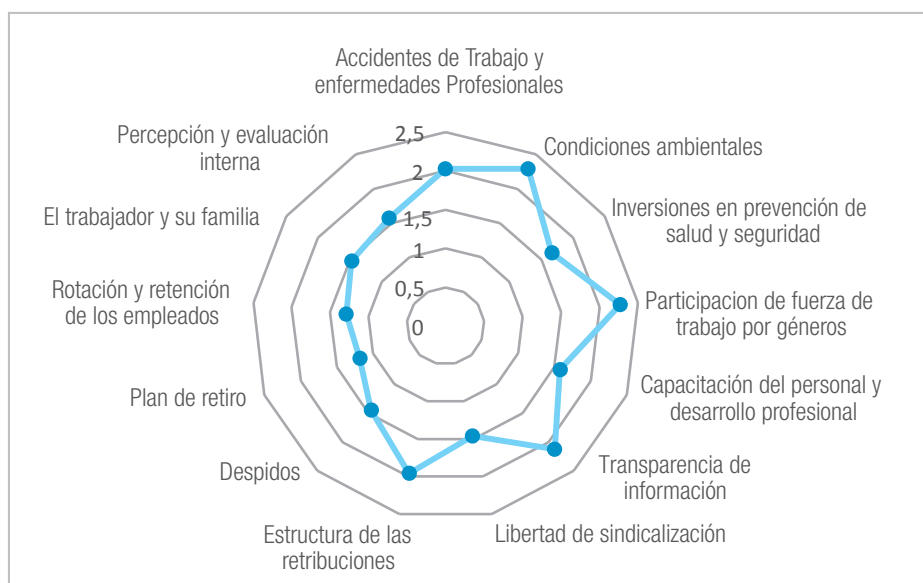 Accidentes de Trabajo y
enfermedades Profesionales
Percepción y evaluación
interna
2,5
Condiciones ambientales
2
El trabajador y su familia
Inversiones en prevención de
salud y seguridad
1,5
1
Rotación y retención
de los empleados
0,5
Participacion de fuerza de
trabajo por géneros
0
Plan de retiro
Capacitación del personal y
desarrollo profesional
Despidos
Transparencia de
información
Estructura de las
retribuciones
Libertad de sindicalización